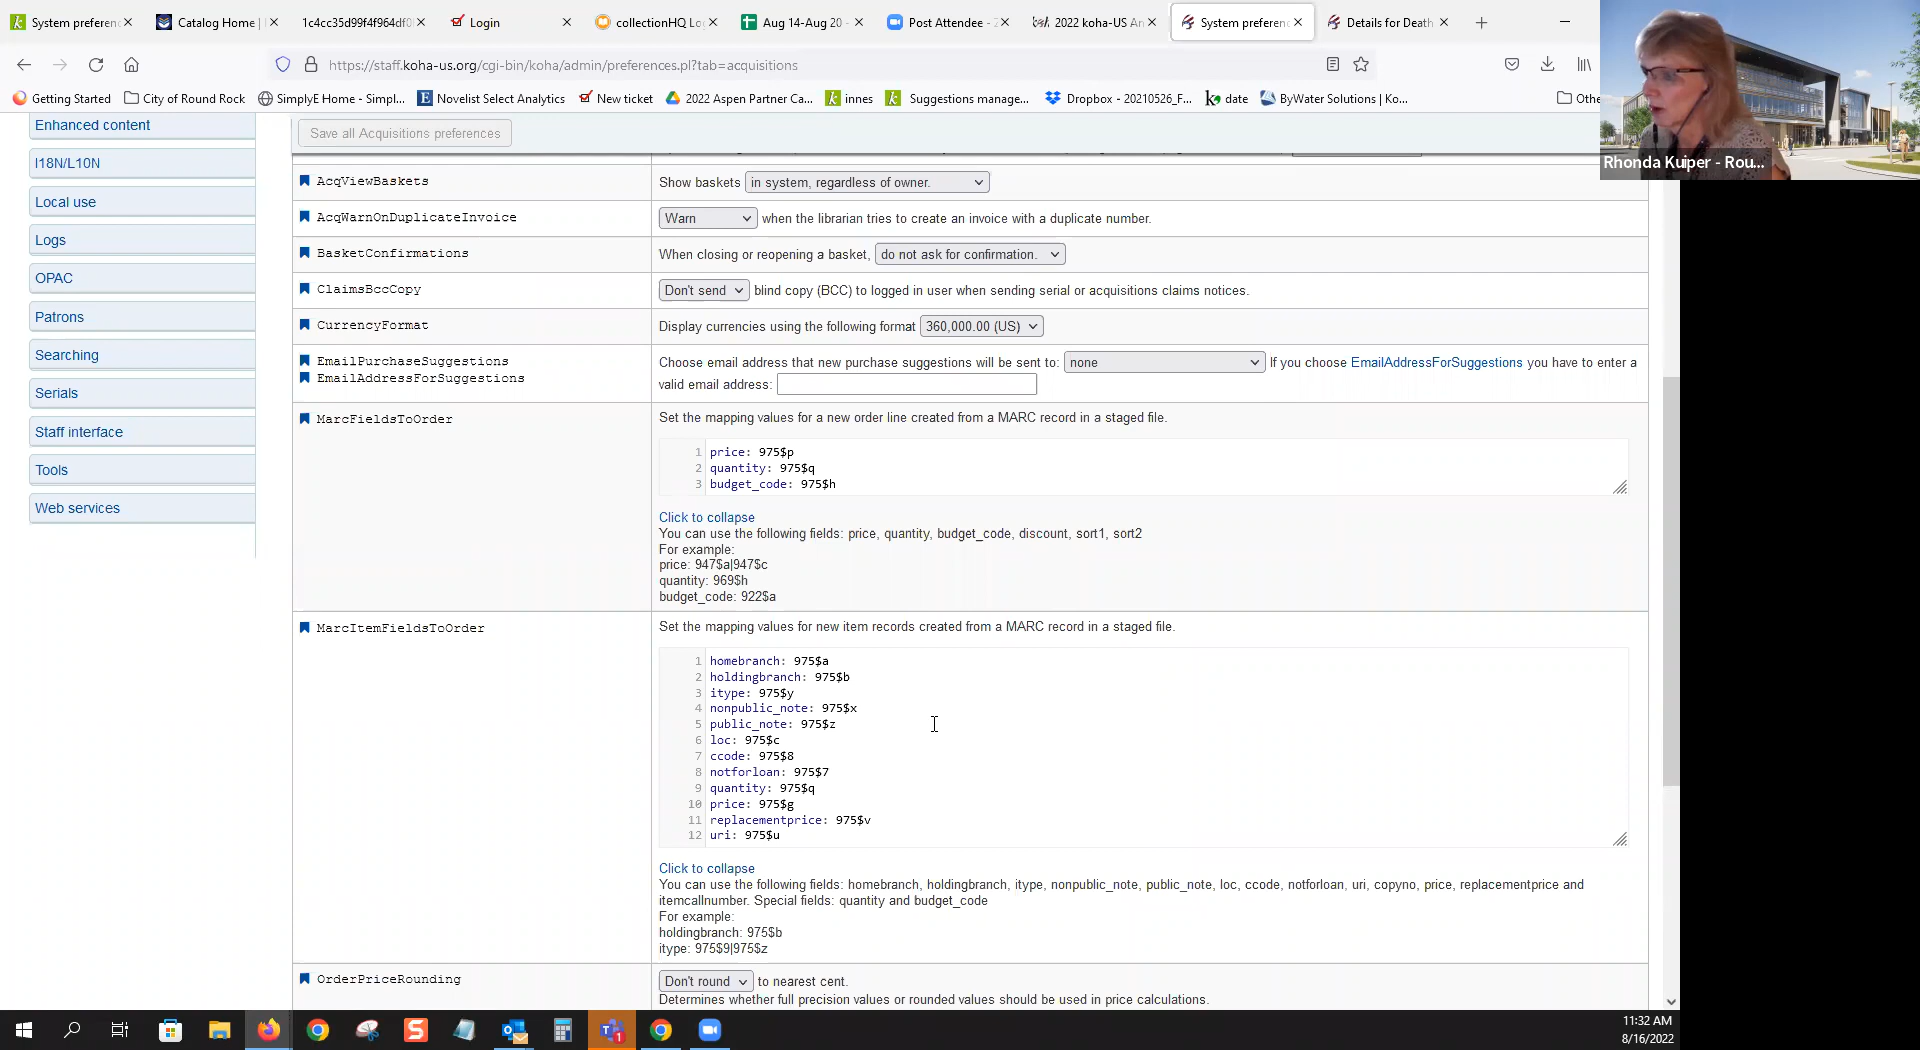 System preferen
Catalog Home |
1c4cc35d99f4f964df0
Login
collectionHQ Log
Aug 14-Aug 20 -
Post Attendee - Z
2022 koha-US An
System preferenc
Details for Death
https://staff.koha-us.org/cgi-bin/koha/admin/preferences.pl?tab=acquisitions
Getting Started
City of Round Rock
SimplyE Home - Simpl...
Novelist Select Analytics
New ticket
2022 Aspen Partner Ca...
innes
Suggestions manage...
Dropbox - 20210526_F...
date
ByWater Solutions | Ko...
Othe
Rhonda Kuiper - Rou...
Enhanced content
I18N/L10N
Local use
Logs
OPAC
Patrons
Searching
Serials
Staff interface
Tools
Web services
Save all Acquisitions preferences
AcqViewBaskets
Show baskets in system, regardless of owner.
AcqWarnOnDuplicateInvoice
Warn when the librarian tries to create an invoice with a duplicate number.
BasketConfirmations
When closing or reopening a basket, do not ask for confirmation.
ClaimsBccCopy
Don't send blind copy (BCC) to logged in user when sending serial or acquisitions claims notices.
CurrencyFormat
Display currencies using the following format 360,000.00 (US)
EmailPurchaseSuggestions
EmailAddressForSuggestions
Choose email address that new purchase suggestions will be sent to: none If you choose EmailAddressForSuggestions you have to enter a
valid email address:
MarcFieldsToOrder
Set the mapping values for a new order line created from a MARC record in a staged file.
1 price: 975$p
2 quantity: 975$q
3 budget_code: 975$h
Click to collapse
You can use the following fields: price, quantity, budget_code, discount, sort1, sort2
For example:
price: 947$a|947$c
quantity: 969$h
budget_code: 922$a
MarcItemFieldsToOrder
Set the mapping values for new item records created from a MARC record in a staged file.
1 homebranch: 975$a
2 holdingbranch: 975$b
3 itype: 975$y
4 nonpublic_note: 975$x
5 public_note: 975$z
6 loc: 975$c
7 ccode: 975$8
8 notforloan: 975$7
9 quantity: 975$q
10 price: 975$g
11 replacementprice: 975$v
12 uri: 975$u
Click to collapse
You can use the following fields: homebranch, holdingbranch, itype, nonpublic_note, public_note, loc, ccode, notforloan, uri, copyno, price, replacementprice and
itemcallnumber. Special fields: quantity and budget_code
For example:
holdingbranch: 975$b
itype: 975$9|975$z
OrderPriceRounding
Don't round to nearest cent.
Determines whether full precision values or rounded values should be used in price calculations.
11:32 AM
8/16/2022